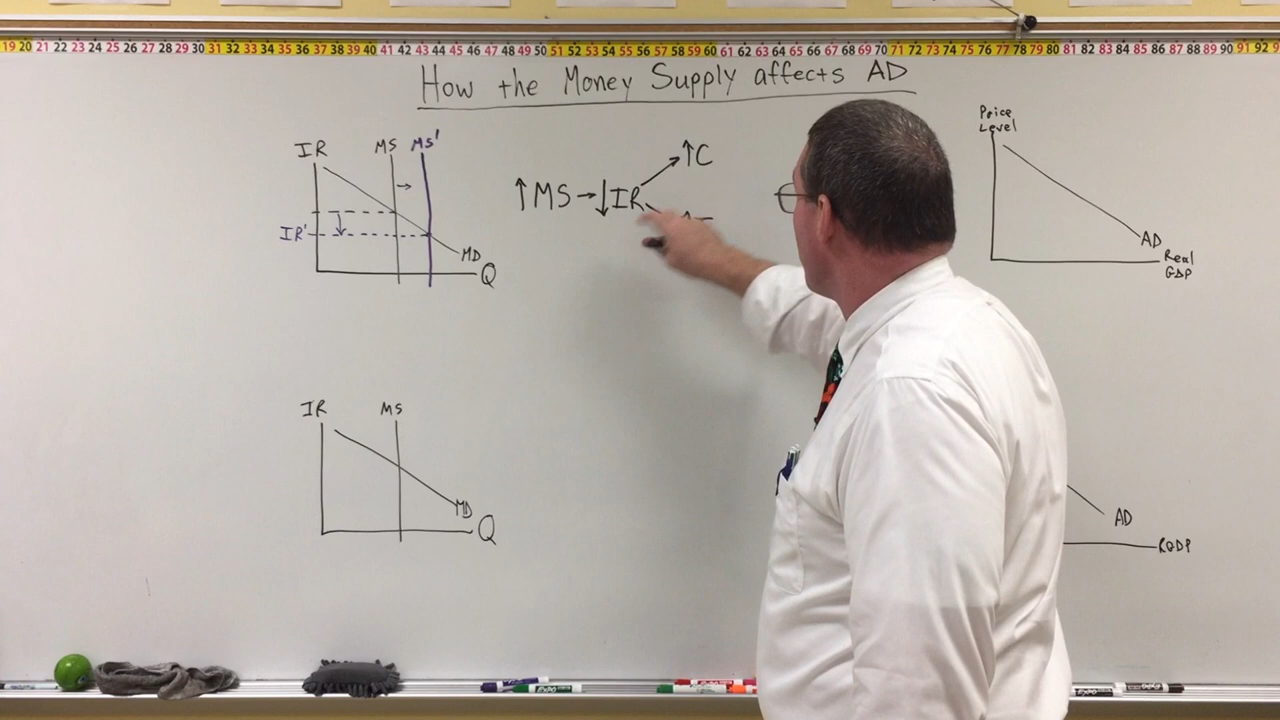 19 20 21 22 23 24 25 26 27 28 29 30 31 32 33 34 35 36 37 38 39 40 41 42 43 44 45 46 47 48 49 50 51 52 53 54 55 56 57 58 59 60 61 62 63 64 65 66 67 68 69 70 71 72 73 74 75 76 77 78 79 80 81 82 83 84 85 86 87 88 89 90 91 92
How the Money Supply affects AD
IR MS MS'
IR'
MD
Q
↑MS→↓IR
↑C
Price
Level
AD
Real
GDP
IR MS
MD
Q
AD
RGDP
EXPO